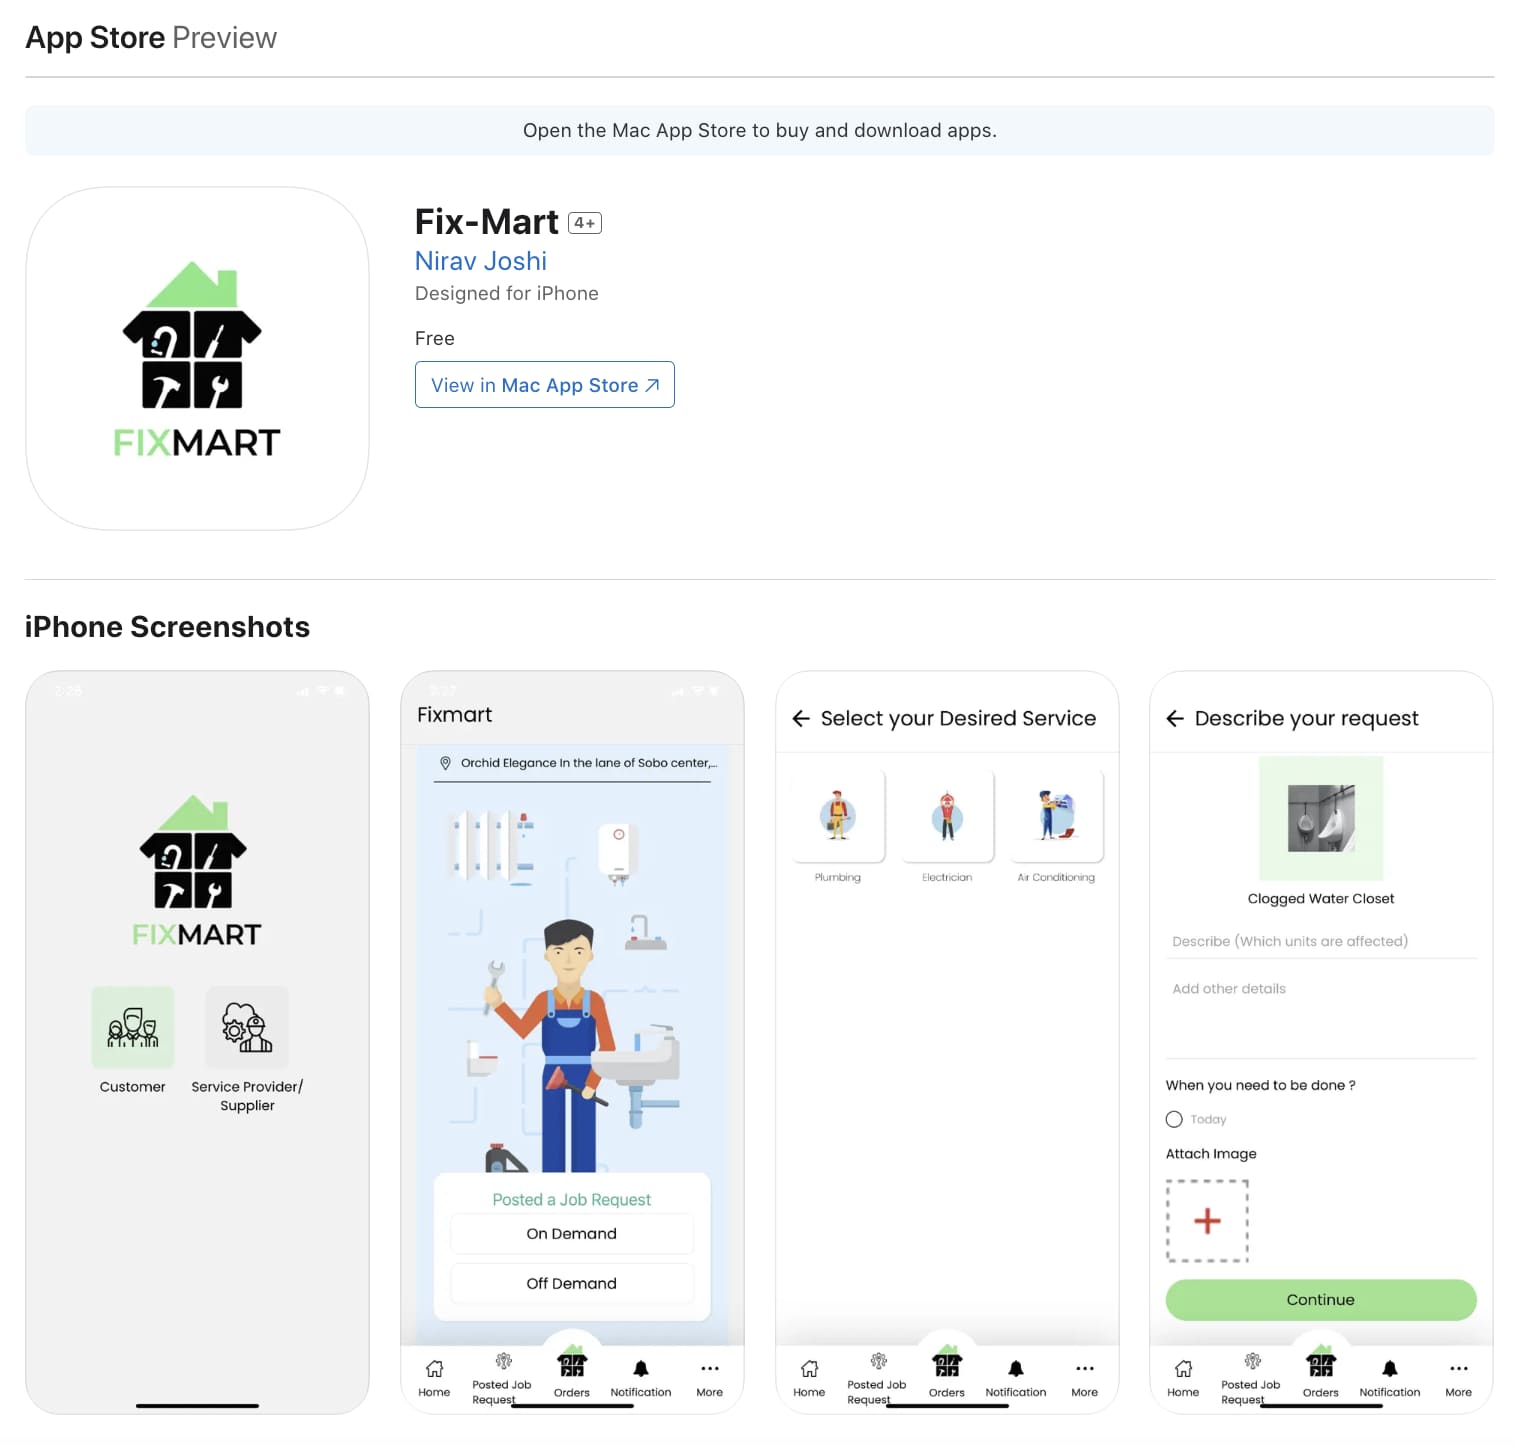 App Store Preview
Open the Mac App Store to buy and download apps.
FIXMART
Fix-Mart 4+
Nirav Joshi
Designed for iPhone
Free
View in Mac App Store ↗
iPhone Screenshots
FIXMART
Customer
Service Provider/
Supplier
Fixmart
Orchid Elegance In the lane of Sobo center,...
Posted a Job Request
On Demand
Off Demand
Home
Posted Job
Request
Orders
Notification
More
Select your Desired Service
Plumbing
Electrician
Air Conditioning
Home
Posted Job
Request
Orders
Notification
More
Describe your request
Clogged Water Closet
Describe (Which units are affected)
Add other details
When you need to be done ?
Today
Attach Image
Continue
Home
Posted Job
Request
Orders
Notification
More